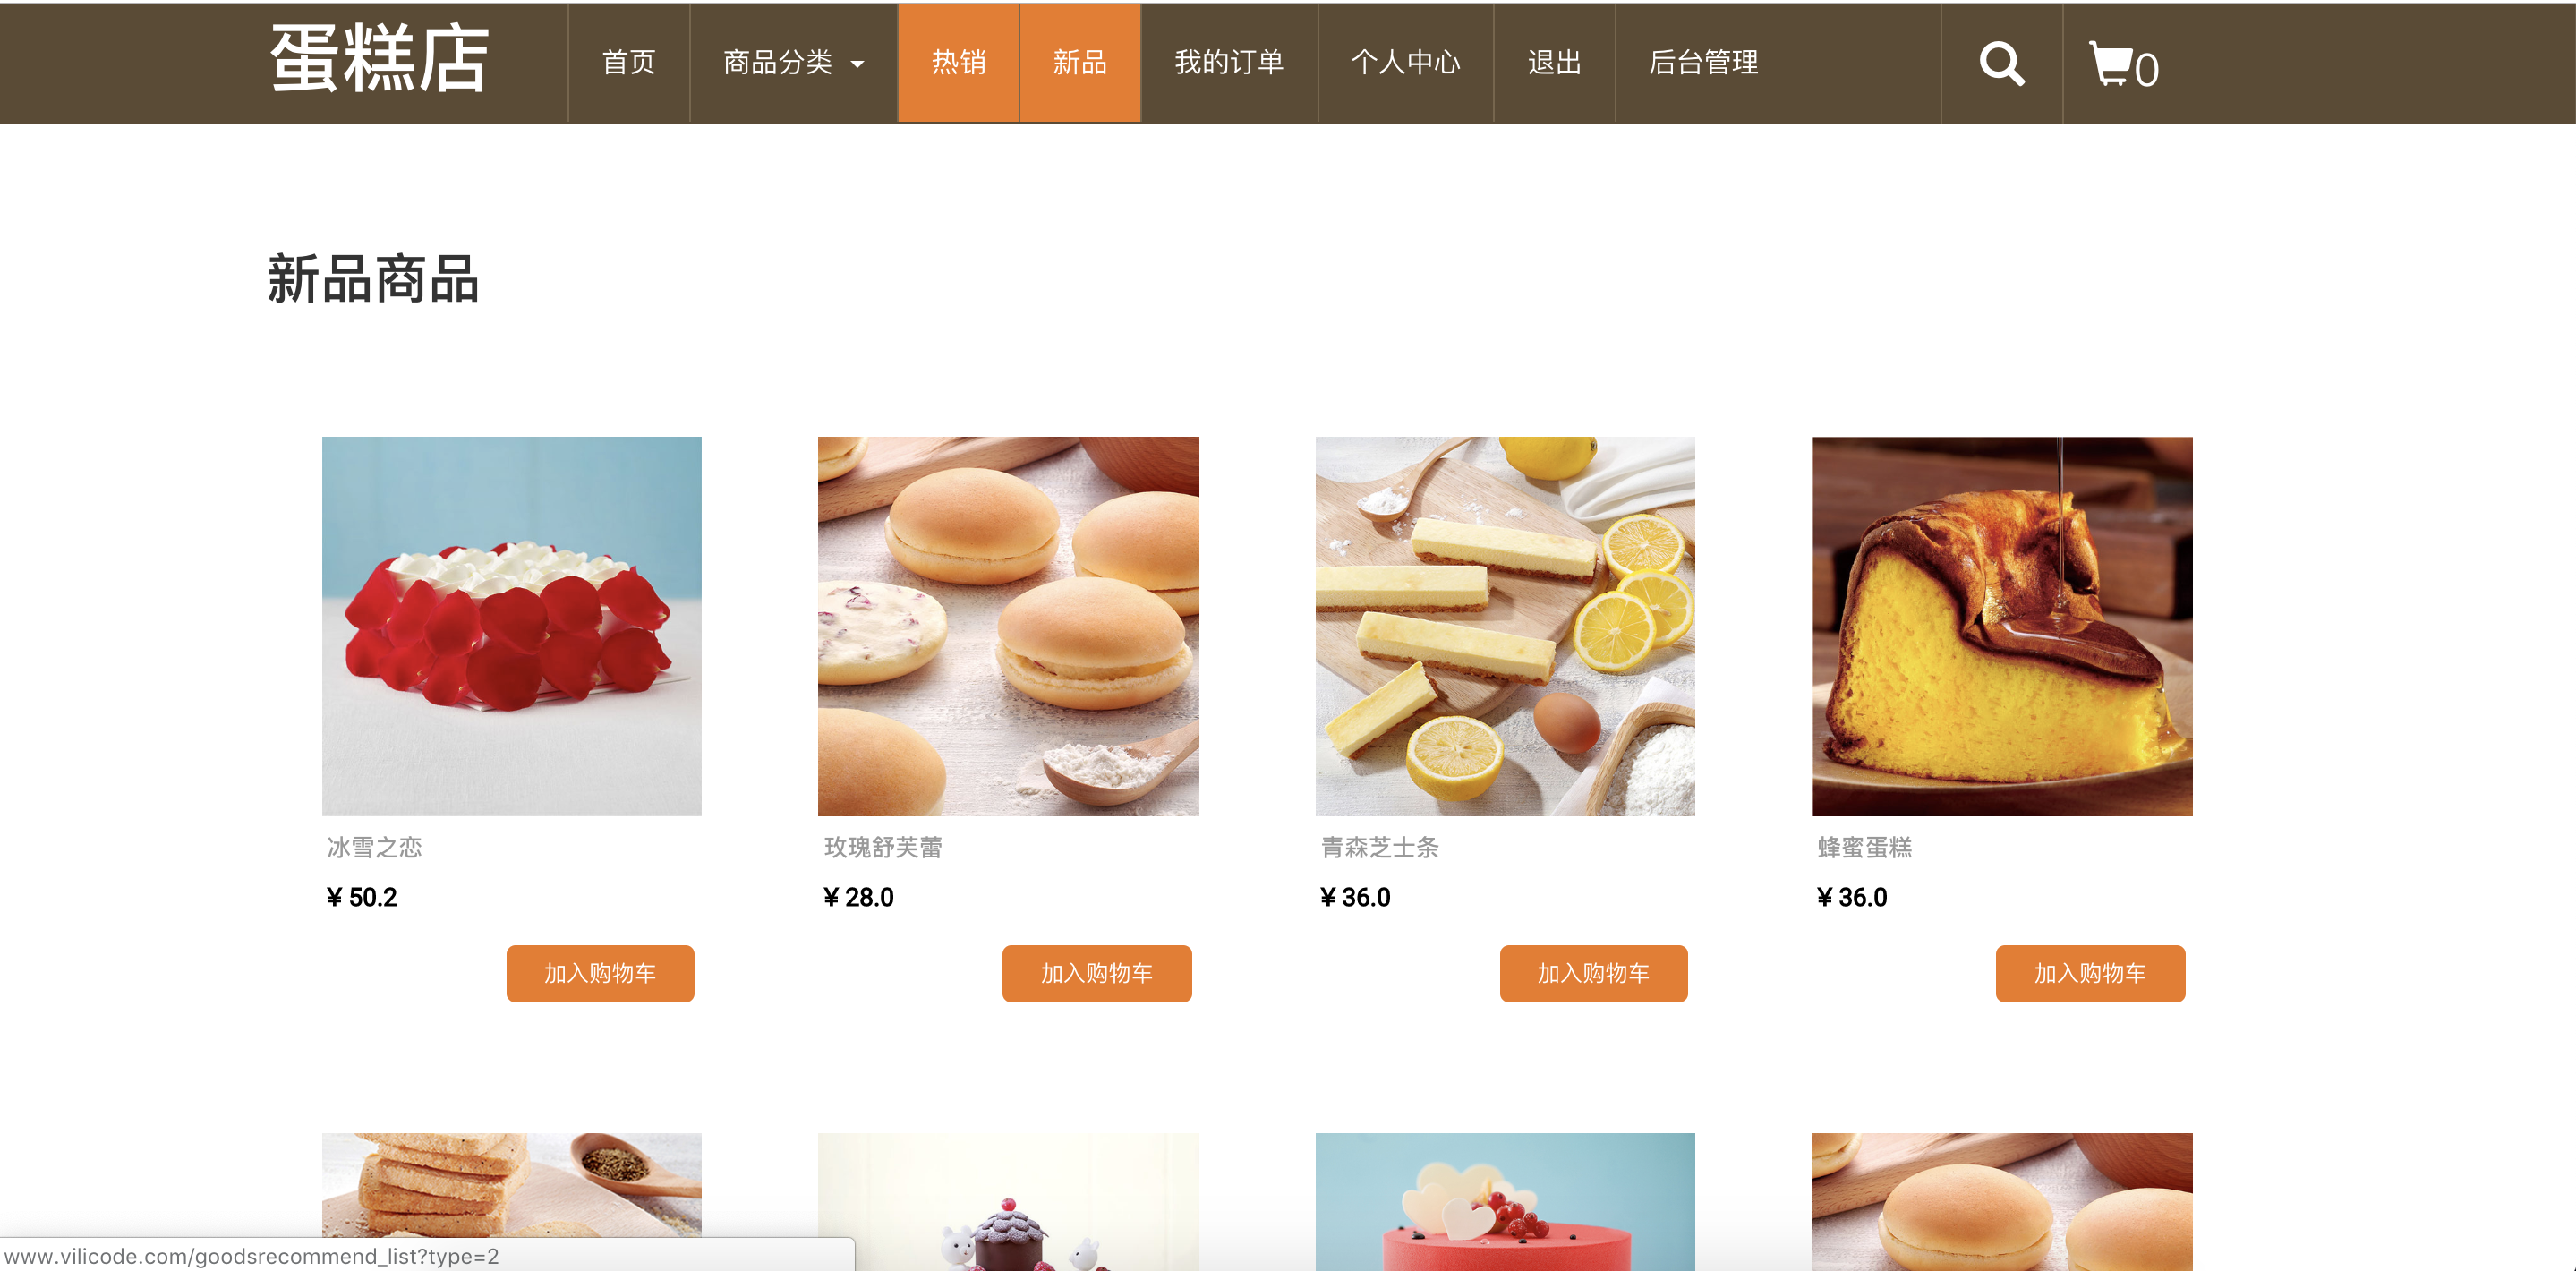 蛋糕店
首页 商品分类 热销 新品 我的订单 个人中心 退出 后台管理 0
新品商品
冰雪之恋 玫瑰舒芙蕾 青森芝士条 蜂蜜蛋糕
¥ 50.2 ¥ 28.0 ¥ 36.0 ¥ 36.0
加入购物车 加入购物车 加入购物车 加入购物车
www.vilicode.com/goodsrecommend_list?type=2